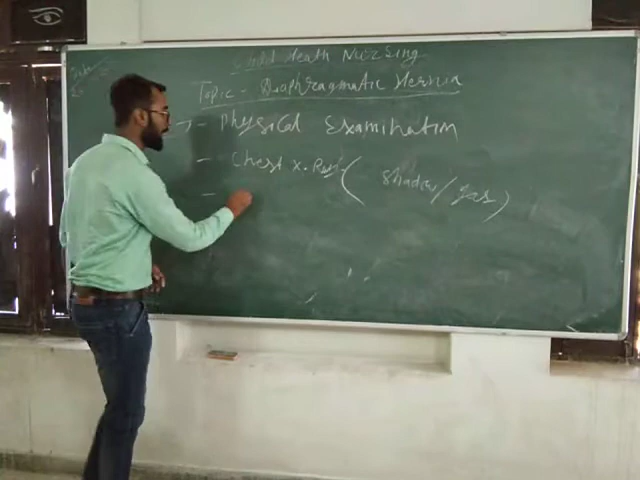 Child Health Nursing
Topic - Diaphragmatic Hernia
- Physical Examination
- Chest X-Ray (shadow/gas)
-